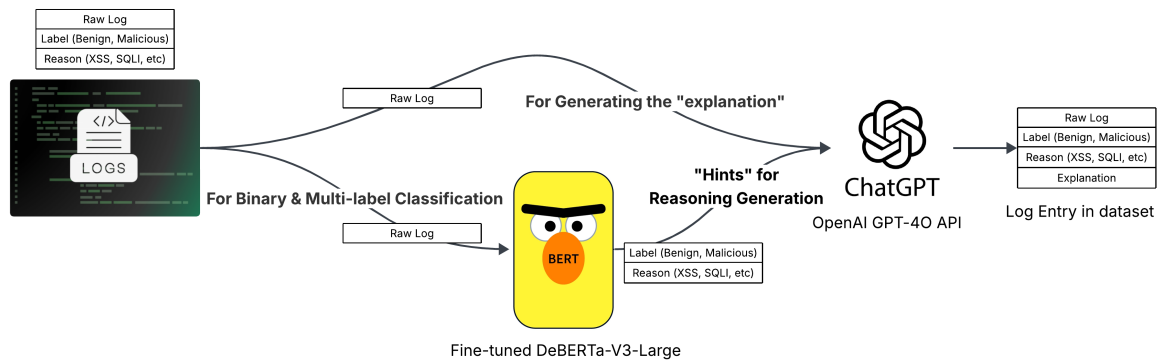 Raw Log
Label (Benign, Malicious)
Reason (XSS, SQLI, etc)
</>
LOGS
Raw Log
For Generating the "explanation"
For Binary & Multi-label Classification
Raw Log
BERT
Fine-tuned DeBERTa-V3-Large
"Hints" for
Reasoning Generation
Label (Benign, Malicious)
Reason (XSS, SQLI, etc)
ChatGPT
OpenAI GPT-4O API
Raw Log
Label (Benign, Malicious)
Reason (XSS, SQLI, etc)
Explanation
Log Entry in dataset